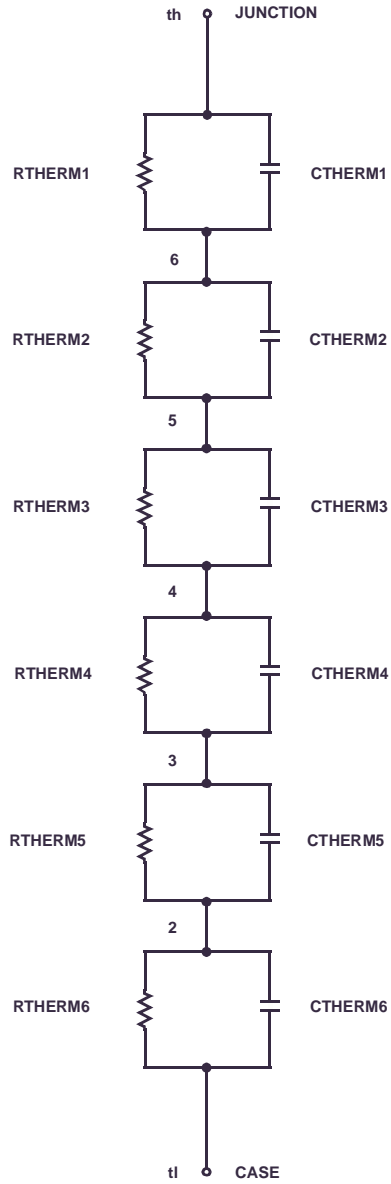 th JUNCTION
RTHERM1 CTHERM1
6
RTHERM2 CTHERM2
5
RTHERM3 CTHERM3
4
RTHERM4 CTHERM4
3
RTHERM5 CTHERM5
2
RTHERM6 CTHERM6
tl CASE